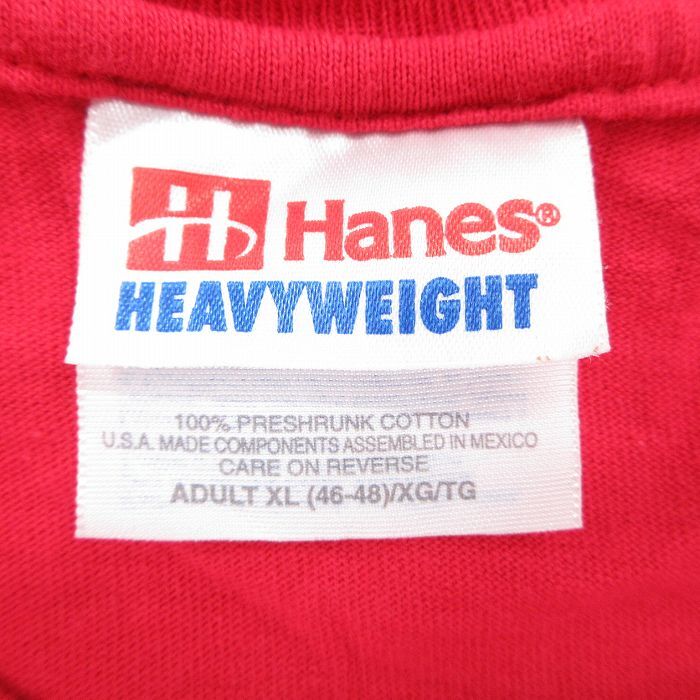 H Hanes®
HEAVYWEIGHT
100% PRESHRUNK COTTON
U.S.A. MADE COMPONENTS ASSEMBLED IN MEXICO
CARE ON REVERSE
ADULT XL (46-48)/XG/TG